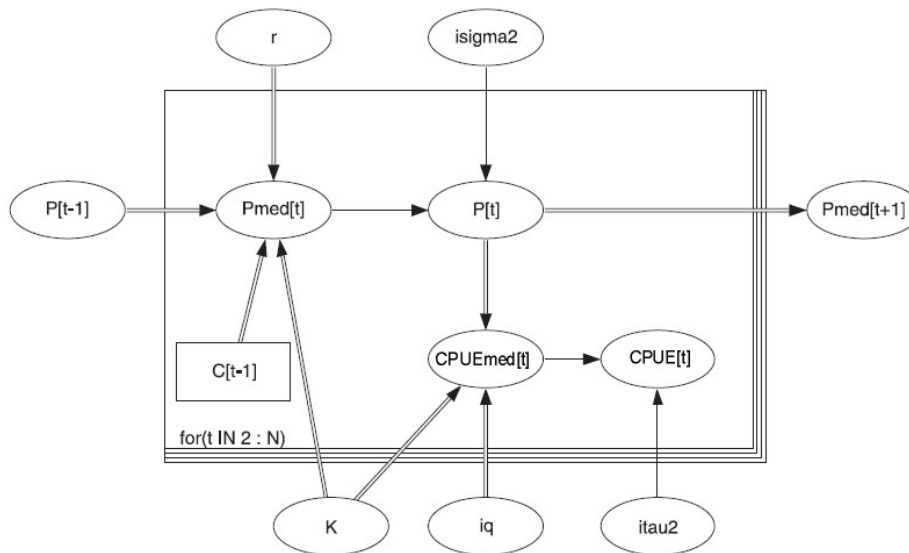 r
isigma2
P[t-1]
Pmed[t]
P[t]
Pmed[t+1]
C[t-1]
CPUEmed[t]
CPUE[t]
for(t IN 2 : N)
K
iq
itau2